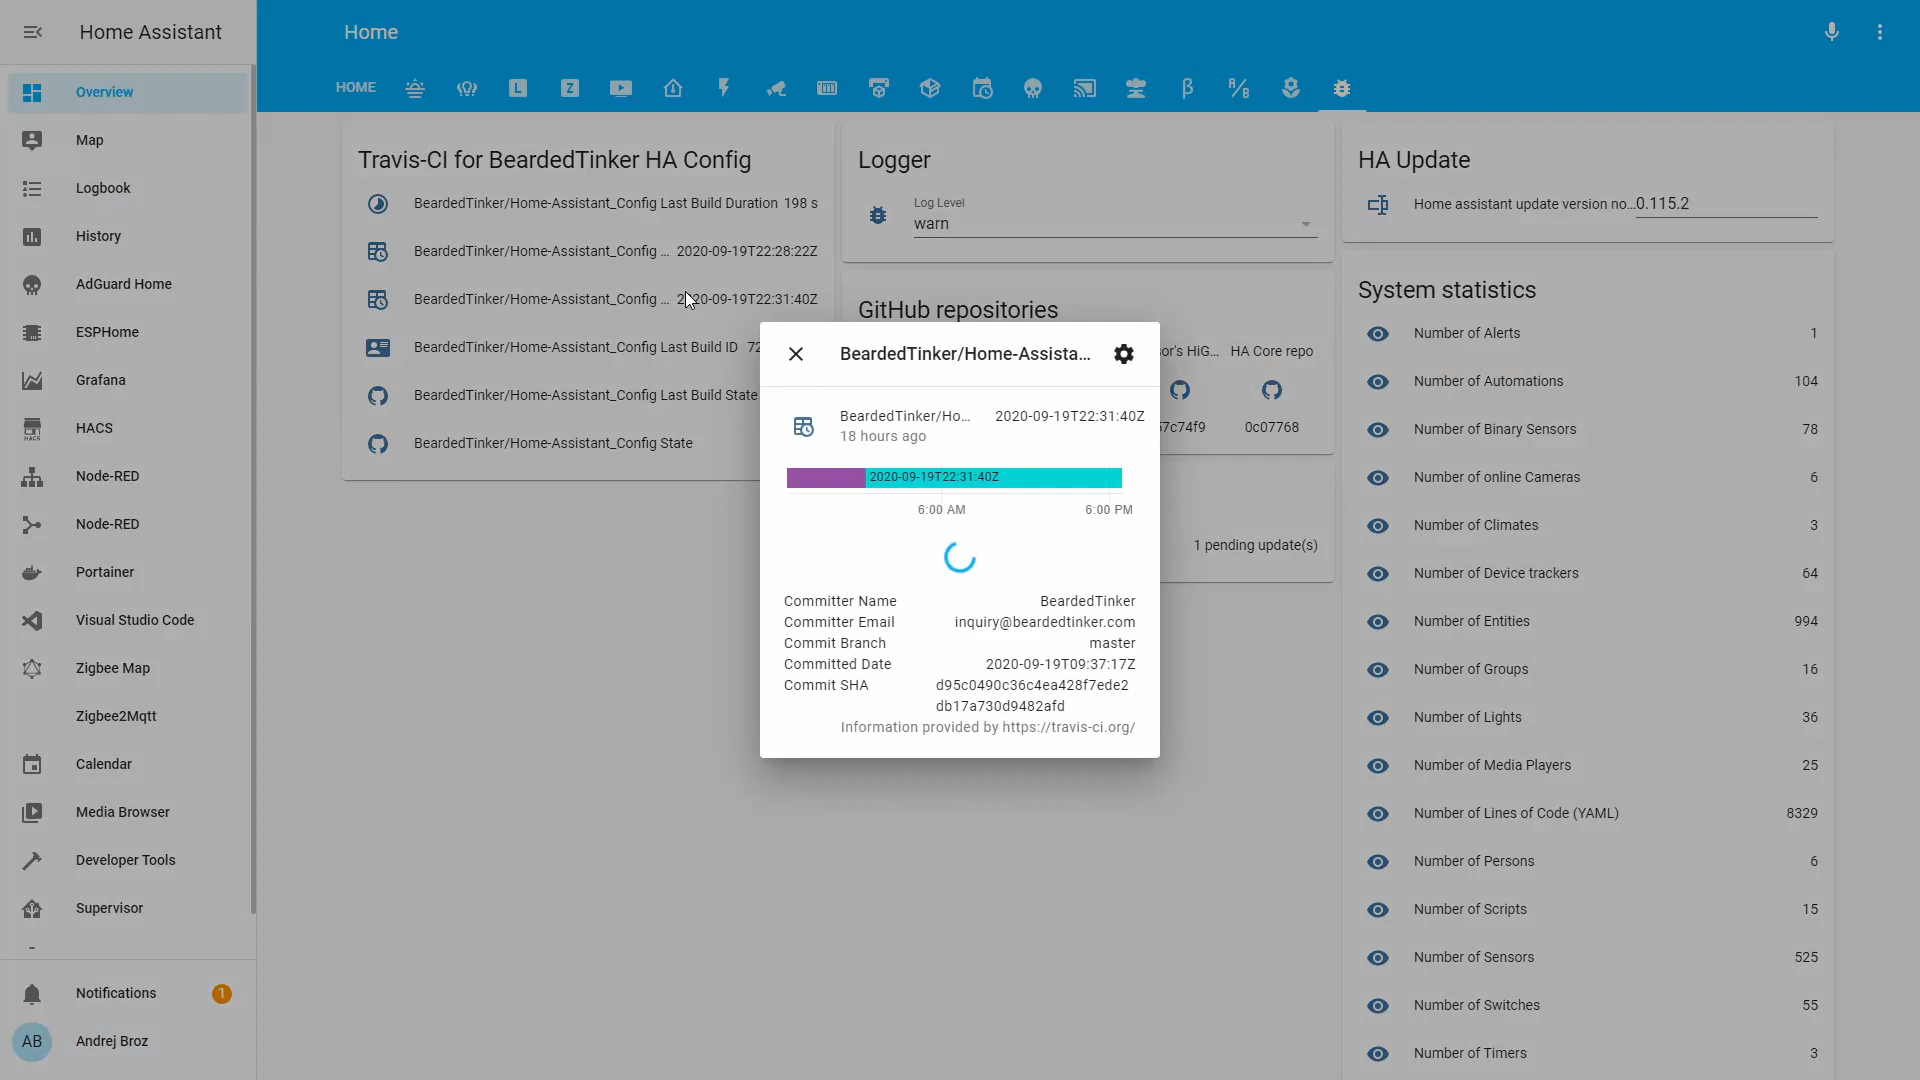 Home Assistant
Overview
Map
Logbook
History
AdGuard Home
ESPHome
Grafana
HACS
Node-RED
Node-RED
Portainer
Visual Studio Code
Zigbee Map
Zigbee2Mqtt
Calendar
Media Browser
Developer Tools
Supervisor
Notifications 1
AB Andrej Broz
Home
HOME
L
Z
β
A/B
Travis-CI for BeardedTinker HA Config
BeardedTinker/Home-Assistant_Config Last Build Duration 198 s
BeardedTinker/Home-Assistant_Config ... 2020-09-19T22:28:22Z
BeardedTinker/Home-Assistant_Config ... 2020-09-19T22:31:40Z
BeardedTinker/Home-Assistant_Config Last Build ID 72
BeardedTinker/Home-Assistant_Config Last Build State
BeardedTinker/Home-Assistant_Config State
Logger
Log Level
warn
GitHub repositories
or's HiG... HA Core repo
57c74f9 0c07768
1 pending update(s)
BeardedTinker/Home-Assista...
BeardedTinker/Ho... 2020-09-19T22:31:40Z
18 hours ago
2020-09-19T22:31:40Z
6:00 AM 6:00 PM
Committer Name BeardedTinker
Committer Email inquiry@beardedtinker.com
Commit Branch master
Committed Date 2020-09-19T09:37:17Z
Commit SHA d95c0490c36c4ea428f7ede2
db17a730d9482afd
Information provided by https://travis-ci.org/
HA Update
Home assistant update version no... 0.115.2
System statistics
Number of Alerts 1
Number of Automations 104
Number of Binary Sensors 78
Number of online Cameras 6
Number of Climates 3
Number of Device trackers 64
Number of Entities 994
Number of Groups 16
Number of Lights 36
Number of Media Players 25
Number of Lines of Code (YAML) 8329
Number of Persons 6
Number of Scripts 15
Number of Sensors 525
Number of Switches 55
Number of Timers 3